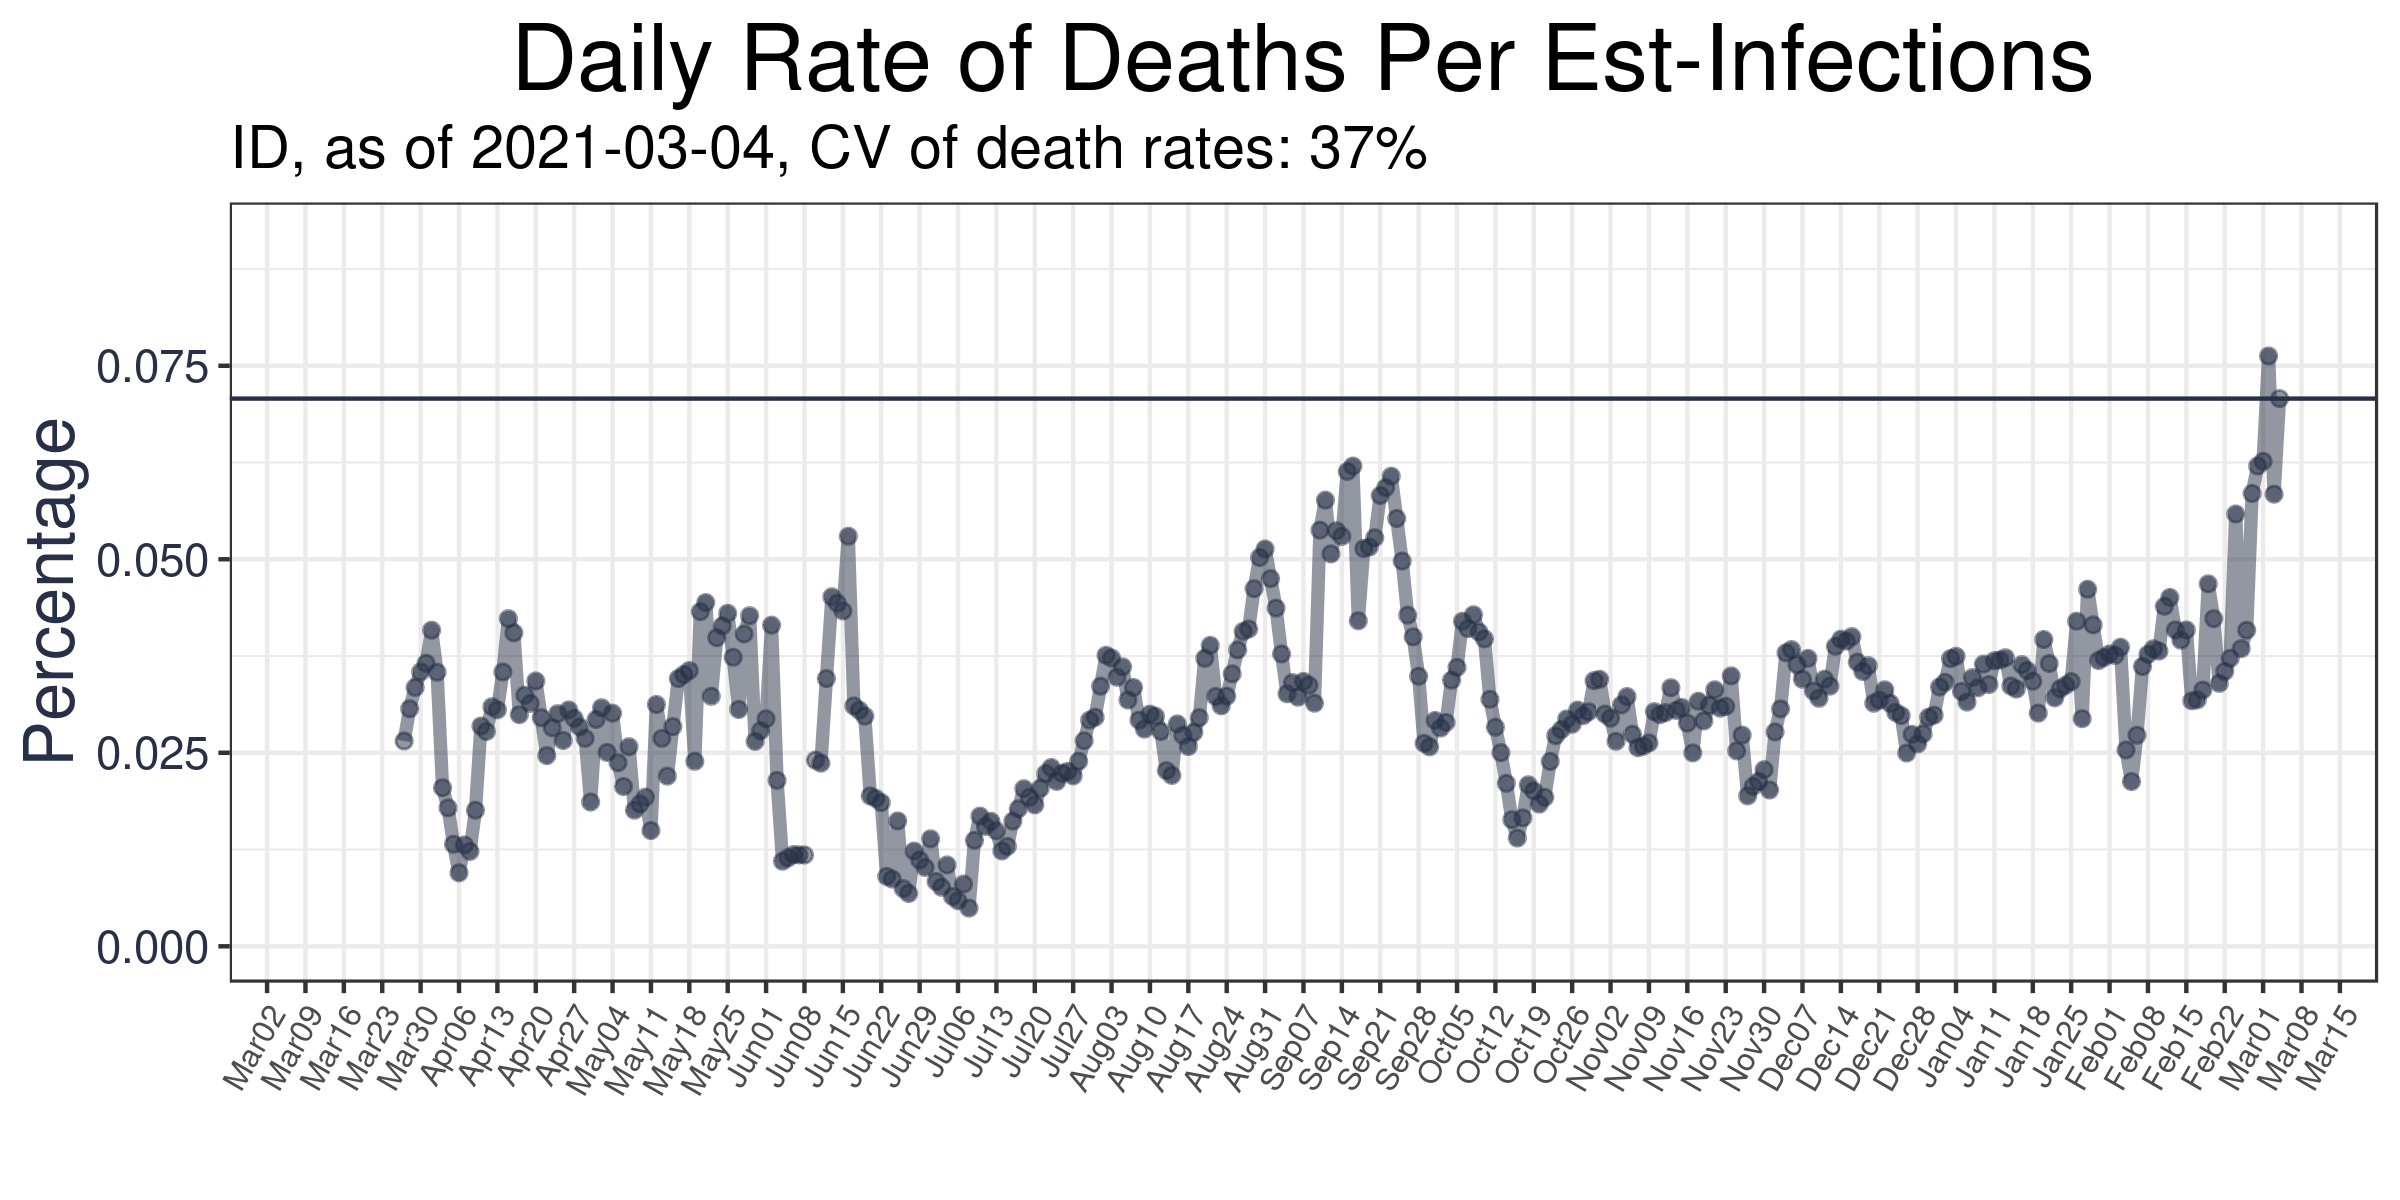 Daily Rate of Deaths Per Est-Infections
ID, as of 2021-03-04, CV of death rates: 37%
Percentage
0.075
0.050
0.025
0.000
Mar02
Mar09
Mar16
Mar23
Mar30
Apr06
Apr13
Apr20
Apr27
May04
May11
May18
May25
Jun01
Jun08
Jun15
Jun22
Jun29
Jul06
Jul13
Jul20
Jul27
Aug03
Aug10
Aug17
Aug24
Aug31
Sep07
Sep14
Sep21
Sep28
Oct05
Oct12
Oct19
Oct26
Nov02
Nov09
Nov16
Nov23
Nov30
Dec07
Dec14
Dec21
Dec28
Jan04
Jan11
Jan18
Jan25
Feb01
Feb08
Feb15
Feb22
Mar01
Mar08
Mar15